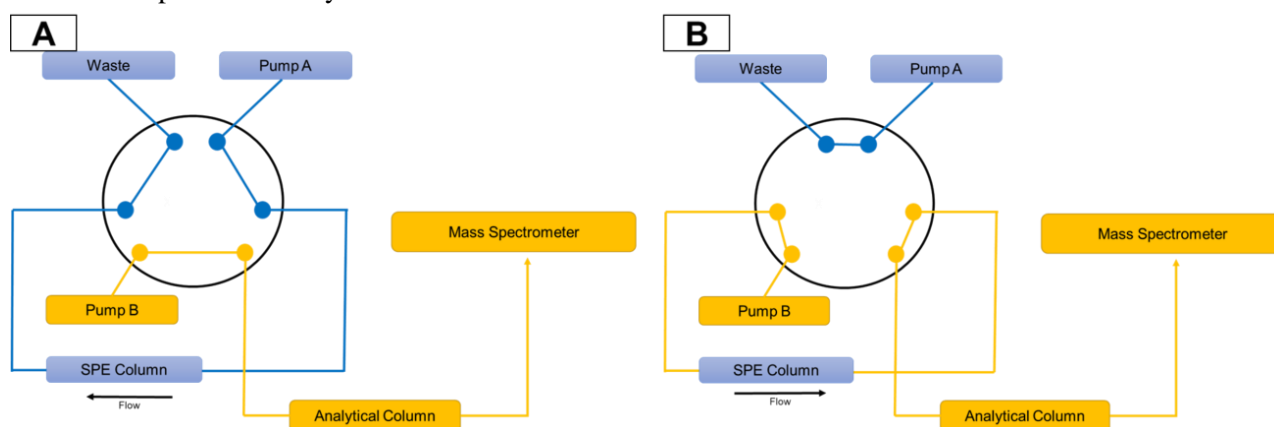 A
Waste
Pump A
Mass Spectrometer
Pump B
SPE Column
Flow
Analytical Column
B
Waste
Pump A
Mass Spectrometer
Pump B
SPE Column
Flow
Analytical Column